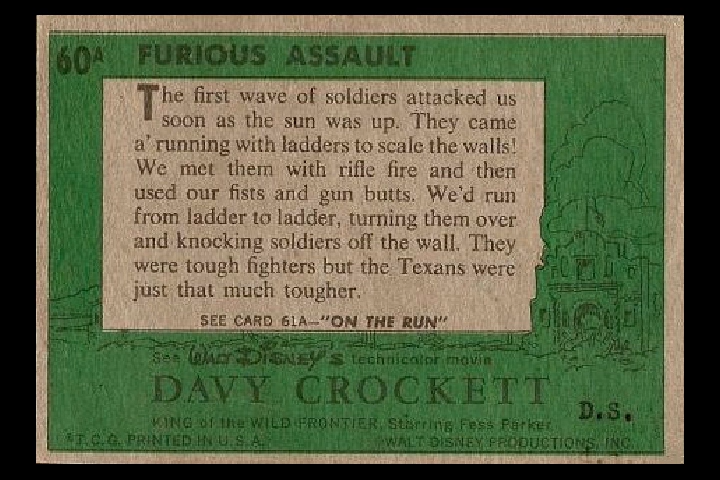 60A FURIOUS ASSAULT
The first wave of soldiers attacked us
soon as the sun was up. They came
a' running with ladders to scale the walls!
We met them with rifle fire and then
used our fists and gun butts. We'd run
from ladder to ladder, turning them over
and knocking soldiers off the wall. They
were tough fighters but the Texans were
just that much tougher.
SEE CARD 61A—"ON THE RUN"
See WALT DISNEY'S technicolor movie
DAVY CROCKETT
KING of the WILD FRONTIER, Starring Fess Parker
D.S.
*T.C.G. PRINTED IN U.S.A.
©WALT DISNEY PRODUCTIONS, INC.